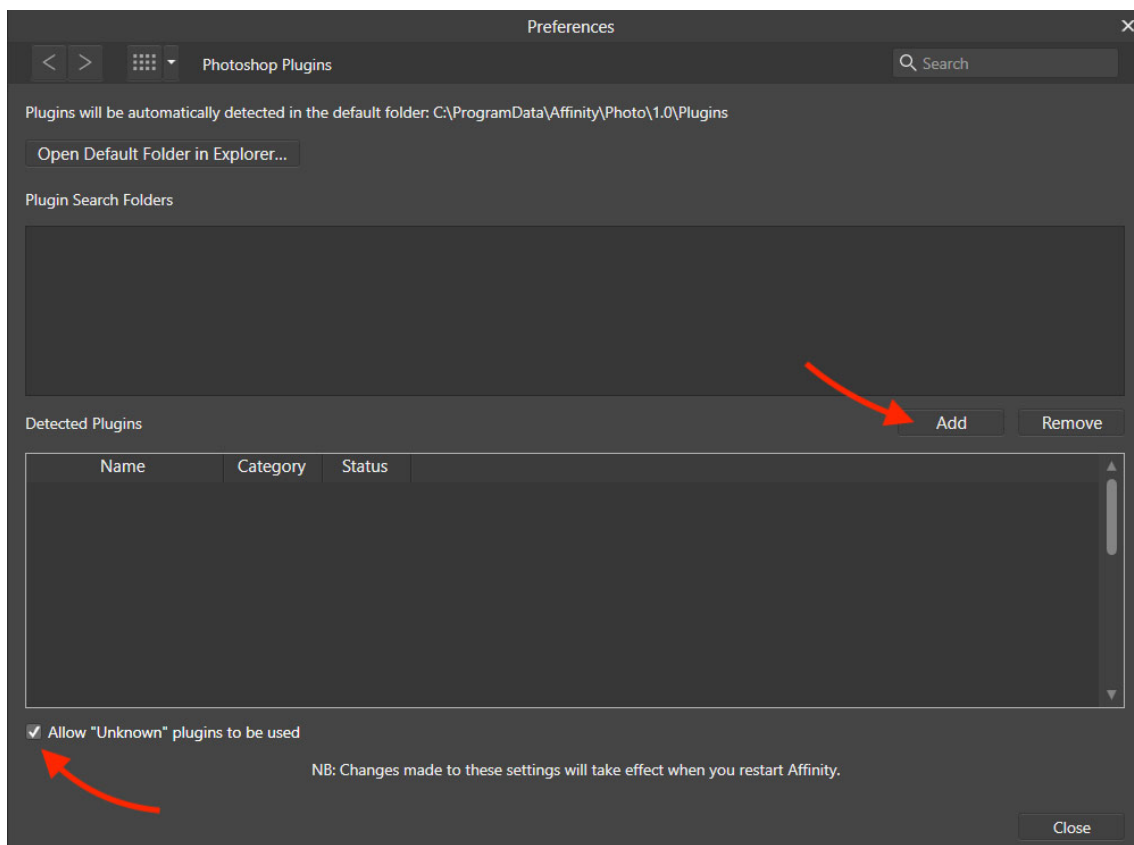 Preferences
Photoshop Plugins
Search
Plugins will be automatically detected in the default folder: C:\ProgramData\Affinity\Photo\1.0\Plugins
Open Default Folder in Explorer...
Plugin Search Folders
Detected Plugins
Add
Remove
Name
Category
Status
Allow "Unknown" plugins to be used
NB: Changes made to these settings will take effect when you restart Affinity.
Close